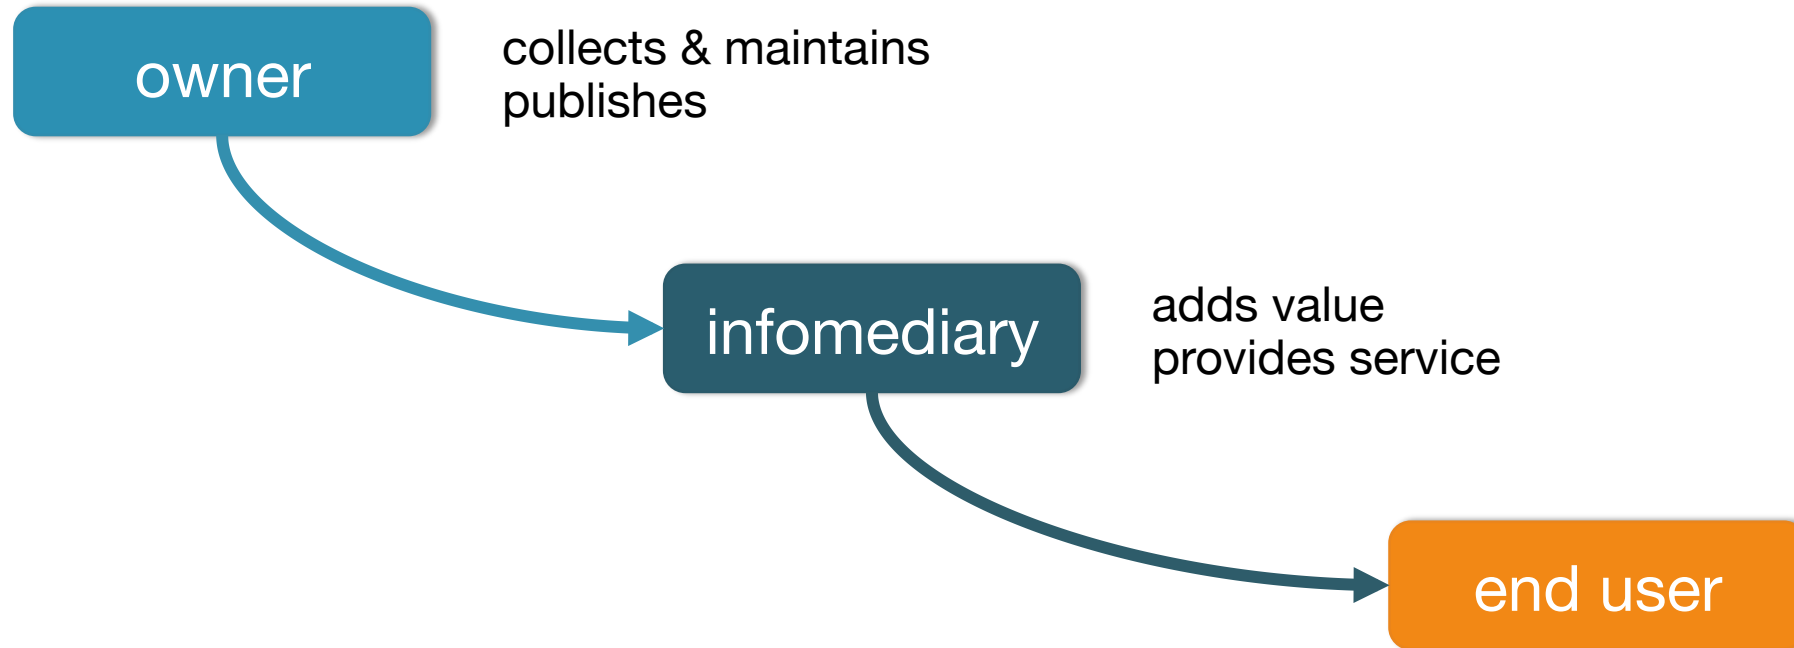 owner
collects & maintains
publishes
infomediary
adds value
provides service
end user